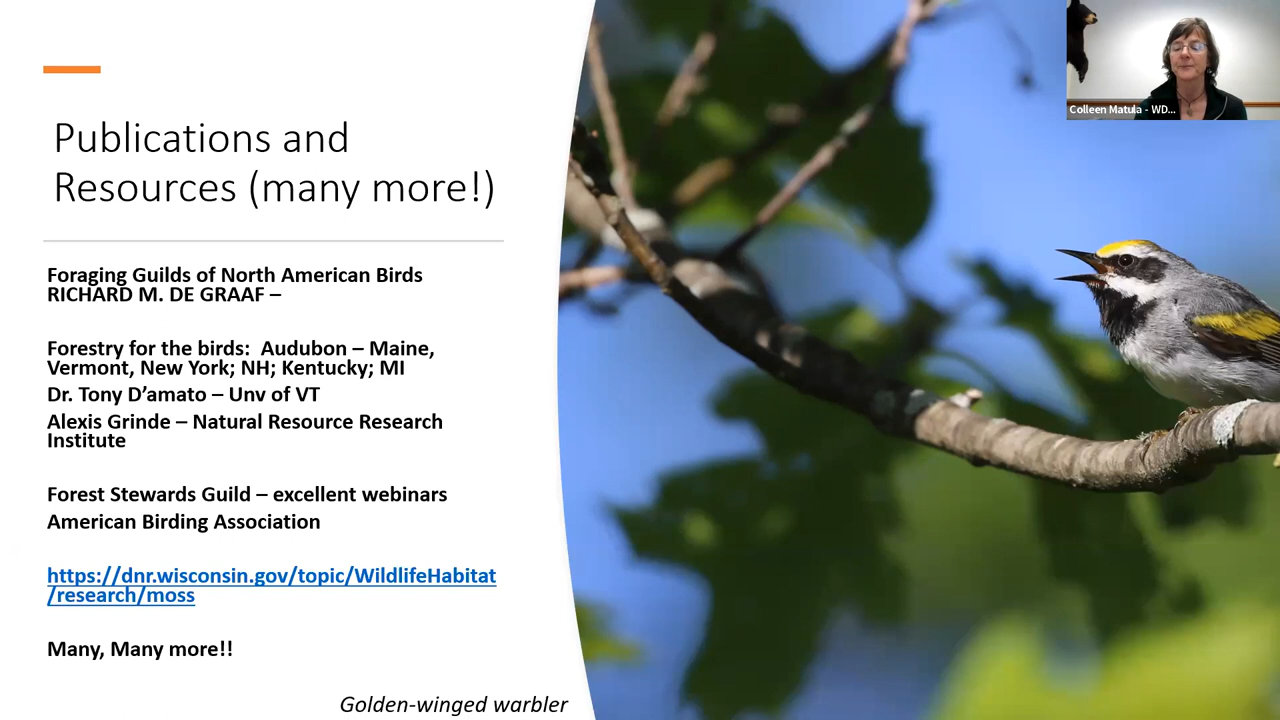 Publications and
Resources (many more!)
Foraging Guilds of North American Birds
RICHARD M. DE GRAAF –
Forestry for the birds:  Audubon – Maine,
Vermont, New York; NH; Kentucky; MI
Dr. Tony D’amato – Unv of VT
Alexis Grinde – Natural Resource Research
Institute
Forest Stewards Guild – excellent webinars
American Birding Association
https://dnr.wisconsin.gov/topic/WildlifeHabitat
/research/moss
Many, Many more!!
Golden-winged warbler
Colleen Matula - WD...